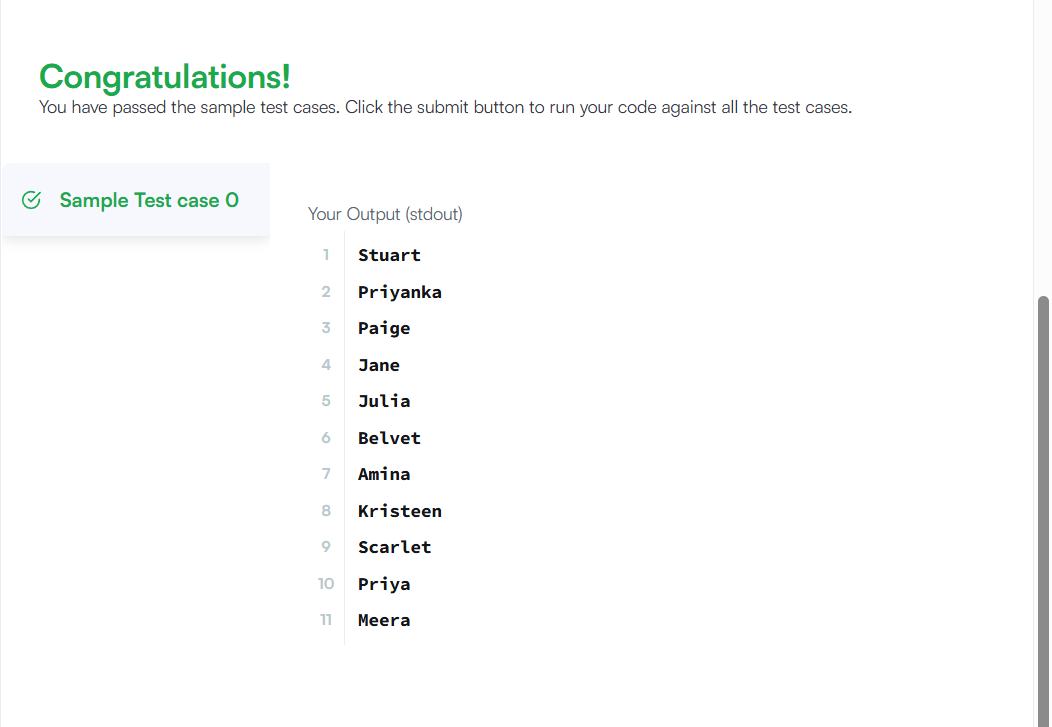 Congratulations!
You have passed the sample test cases. Click the submit button to run your code against all the test cases.
Sample Test case 0
Your Output (stdout)
1 Stuart
2 Priyanka
3 Paige
4 Jane
5 Julia
6 Belvet
7 Amina
8 Kristeen
9 Scarlet
10 Priya
11 Meera